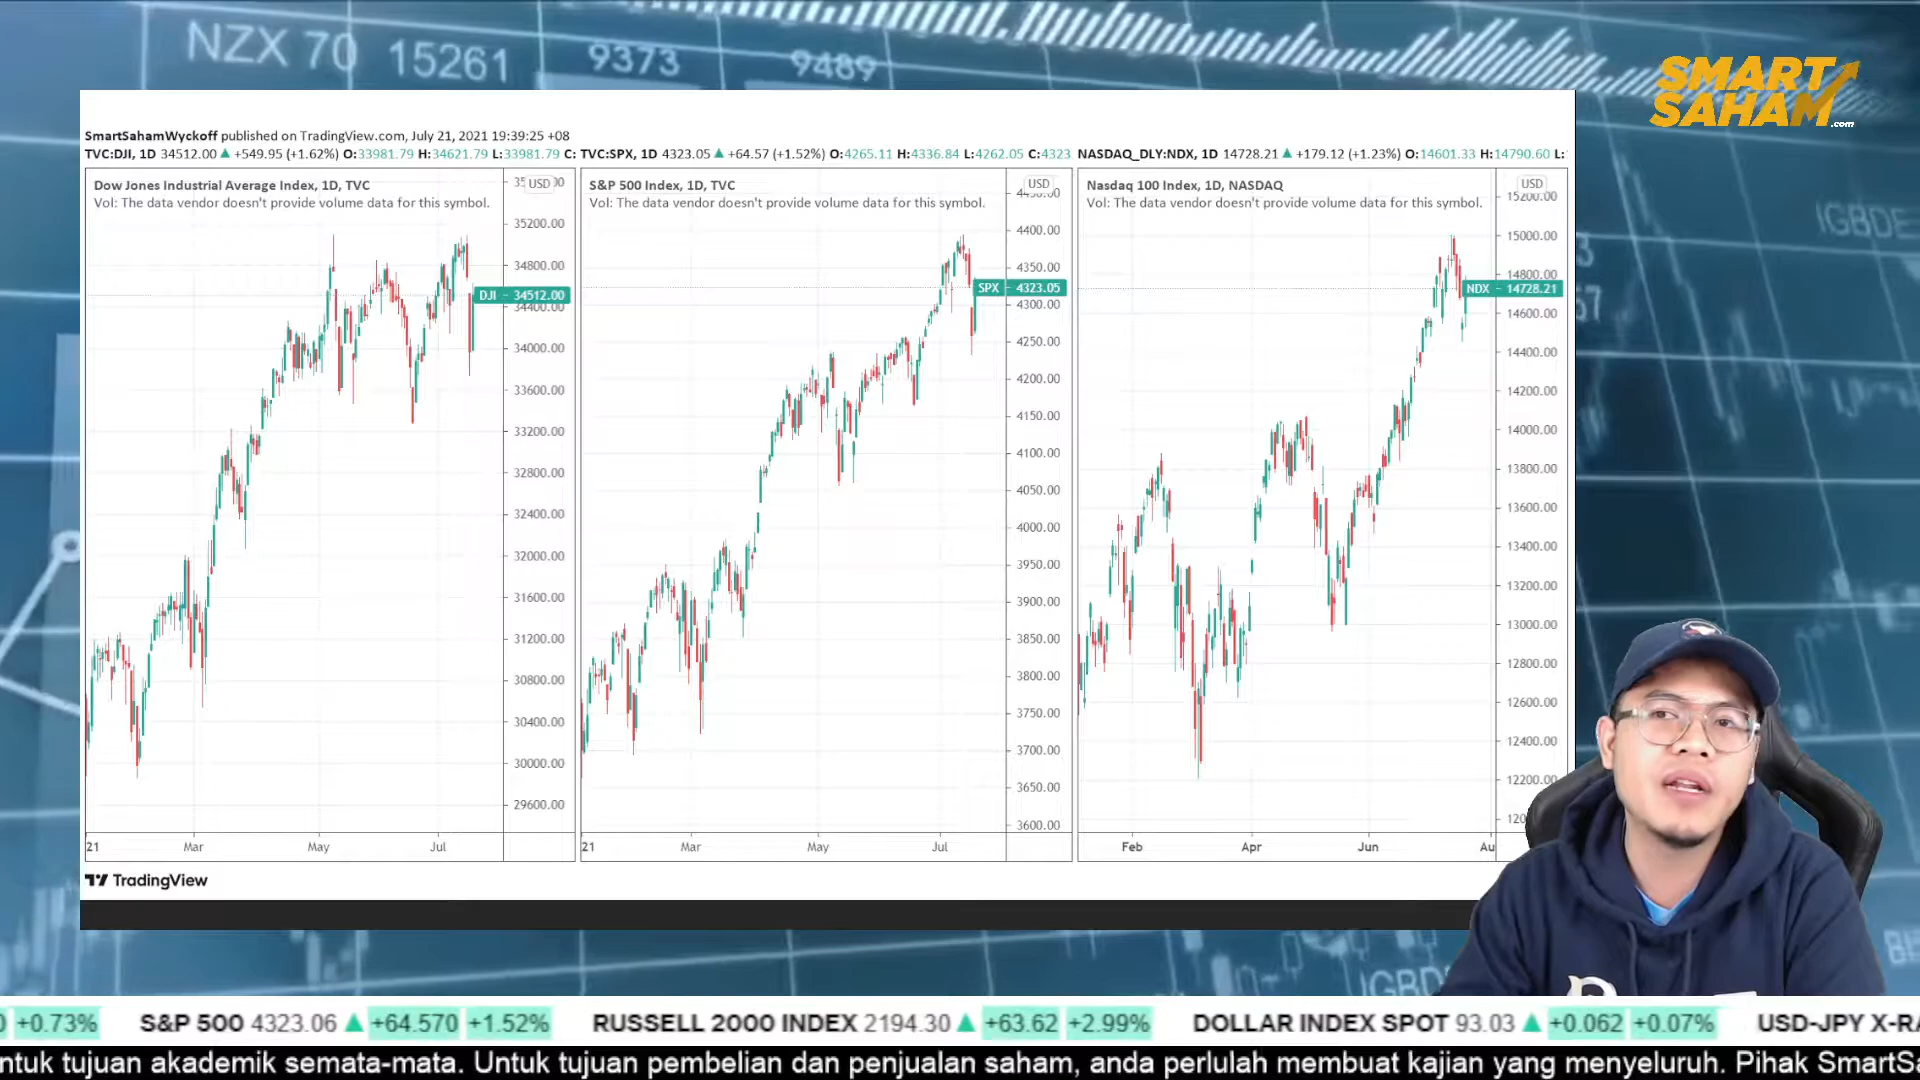 NZX 70 15261 9373 9489
SMART
SAHAM
.com
SmartSahamWyckoff published on TradingView.com, July 21, 2021 19:39:25 +08
TVC:DJI, 1D 34512.00 ▲ +549.95 (+1.62%) O:33981.79 H:34621.79 L:33981.79 C:
TVC:SPX, 1D 4323.05 ▲ +64.57 (+1.52%) O:4265.11 H:4336.84 L:4262.05 C:4323
NASDAQ_DLY:NDX, 1D 14728.21 ▲ +179.12 (+1.23%) O:14601.33 H:14790.60 L:
Dow Jones Industrial Average Index, 1D, TVC
Vol: The data vendor doesn't provide volume data for this symbol.
USD
35200.00
34800.00
DJI 34512.00
34400.00
34000.00
33600.00
33200.00
32800.00
32400.00
32000.00
31600.00
31200.00
30800.00
30400.00
30000.00
29600.00
21 Mar May Jul
S&P 500 Index, 1D, TVC
Vol: The data vendor doesn't provide volume data for this symbol.
USD
4400.00
4350.00
SPX 4323.05
4300.00
4250.00
4200.00
4150.00
4100.00
4050.00
4000.00
3950.00
3900.00
3850.00
3800.00
3750.00
3700.00
3650.00
3600.00
21 Mar May Jul
Nasdaq 100 Index, 1D, NASDAQ
Vol: The data vendor doesn't provide volume data for this symbol.
USD
15200.00
15000.00
14800.00
NDX 14728.21
14600.00
14400.00
14200.00
14000.00
13800.00
13600.00
13400.00
13200.00
13000.00
12800.00
12600.00
12400.00
12200.00
Feb Apr Jun Au
TradingView
IGBDE
IGBD
+0.73% S&P 500 4323.06 ▲ +64.570 +1.52% RUSSELL 2000 INDEX 2194.30 ▲ +63.62 +2.99% DOLLAR INDEX SPOT 93.03 ▲ +0.062 +0.07% USD-JPY X-RA
ntuk tujuan akademik semata-mata. Untuk tujuan pembelian dan penjualan saham, anda perlulah membuat kajian yang menyeluruh. Pihak SmartSa